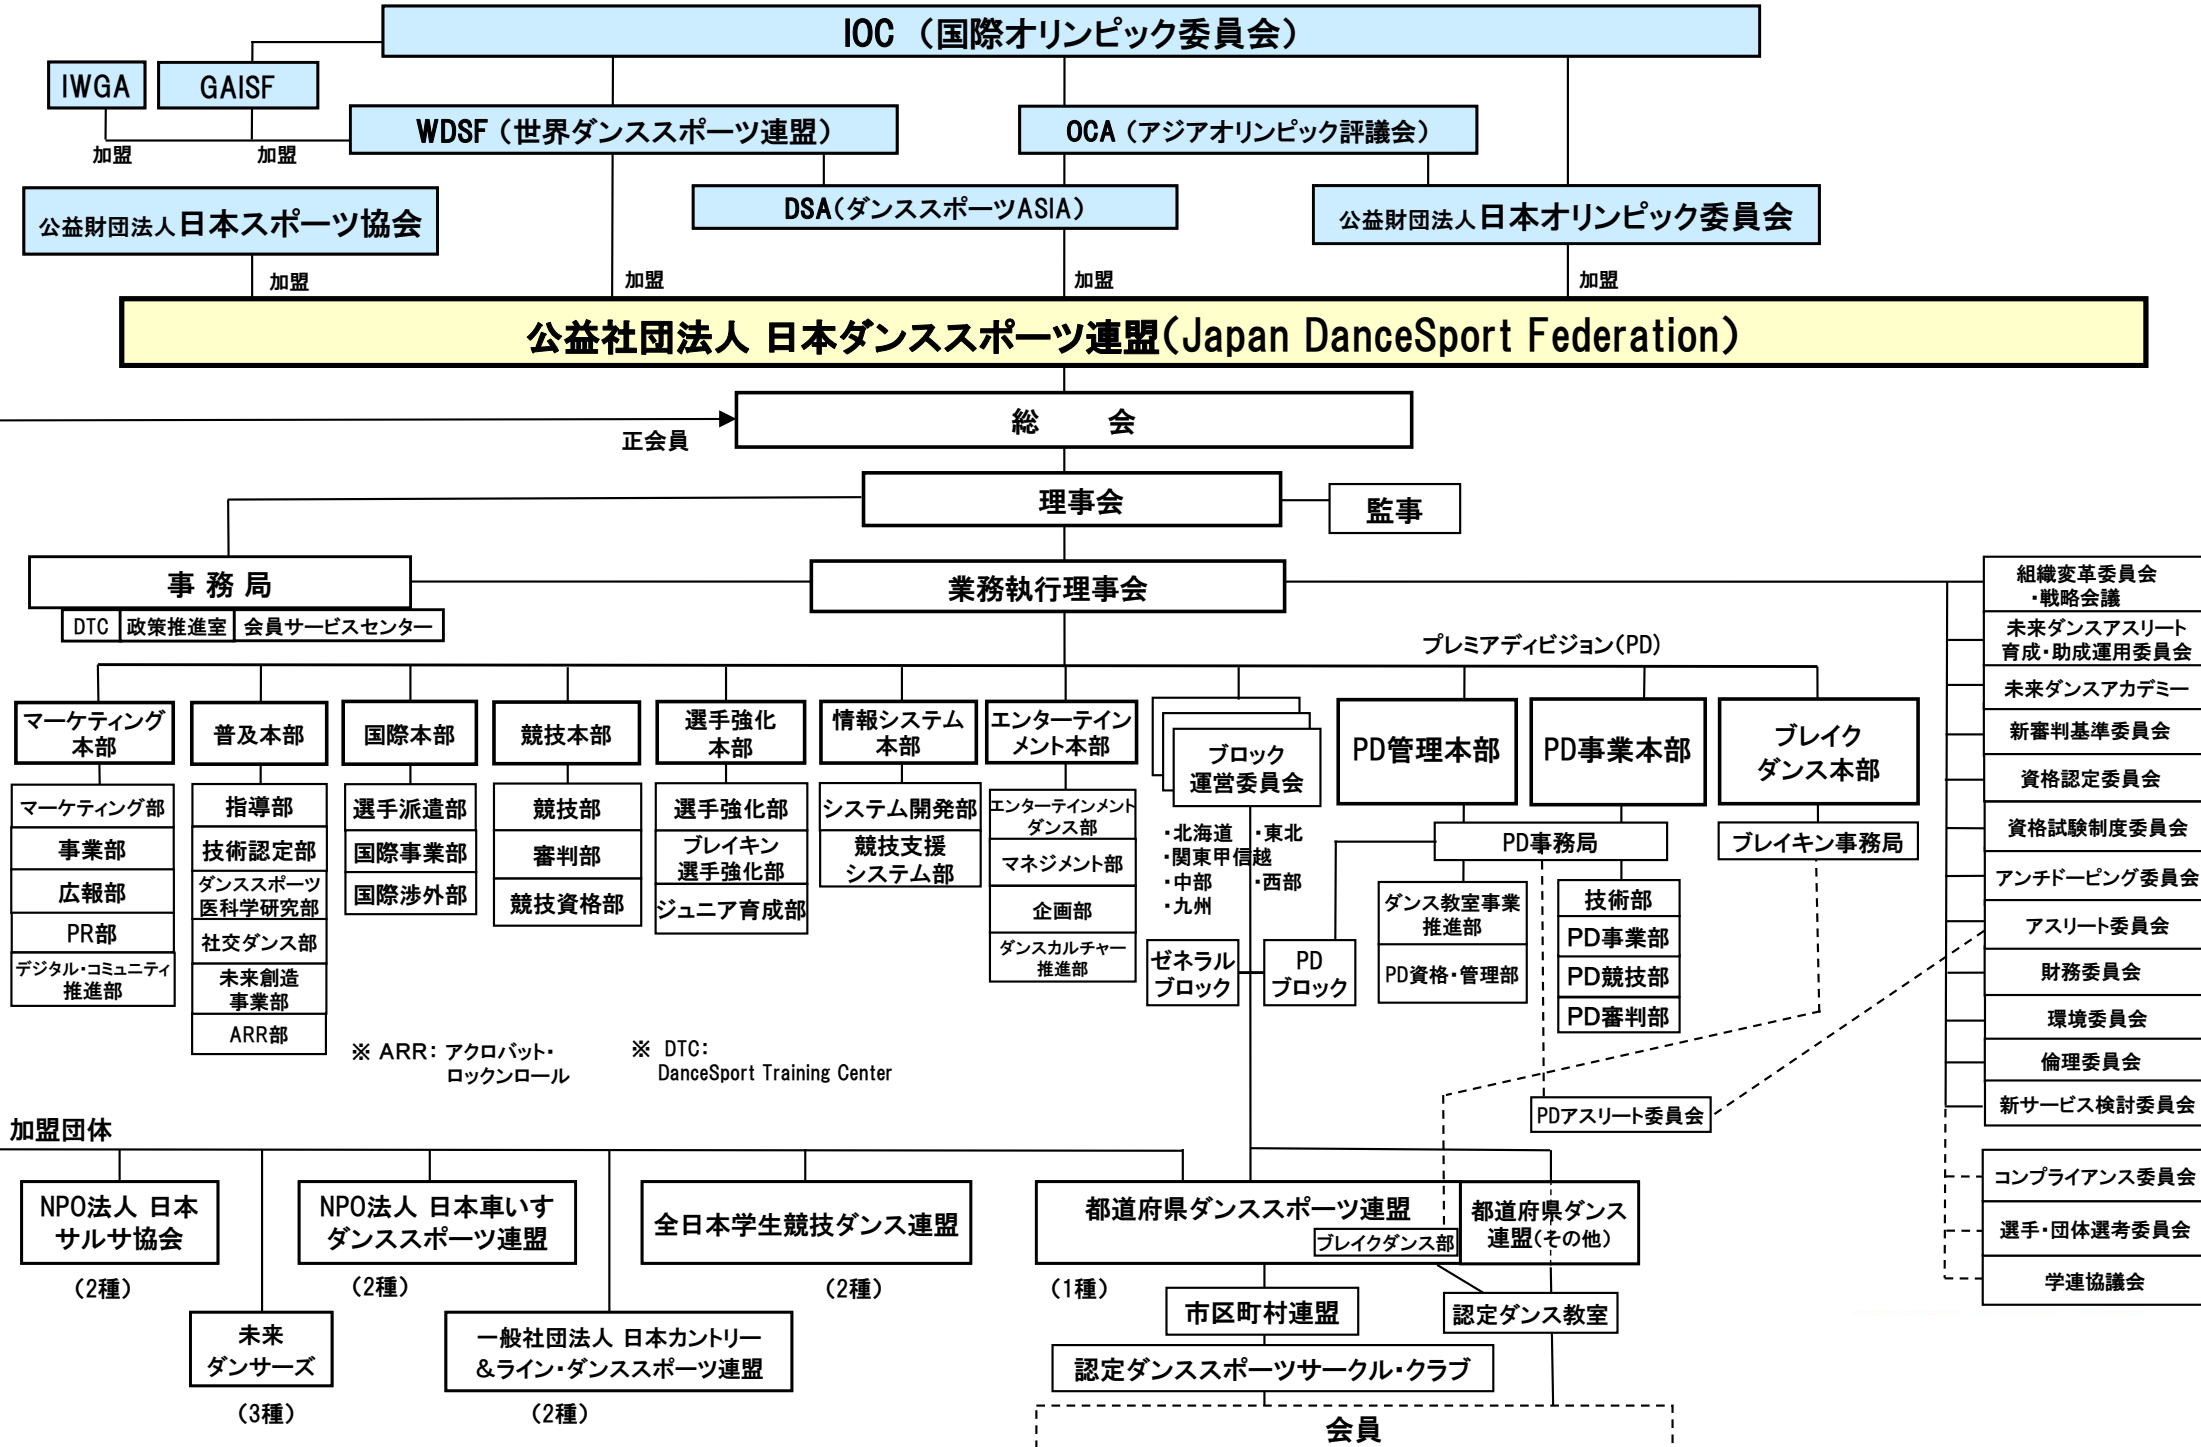 IOC （国際オリンピック委員会）
IWGA
GAISF
WDSF（世界ダンススポーツ連盟）
OCA（アジアオリンピック評議会）
加盟
加盟
DSA（ダンススポーツASIA）
公益財団法人日本スポーツ協会
公益財団法人日本オリンピック委員会
加盟
加盟
加盟
加盟
公益社団法人 日本ダンススポーツ連盟（Japan DanceSport Federation）
総　会
正会員
理事会
監事
事 務 局
業務執行理事会
DTC
政策推進室
会員サービスセンター
プレミアディビジョン（PD）
マーケティング
本部
普及本部
国際本部
競技本部
選手強化
本部
情報システム
本部
エンターテイン
メント本部
ブロック
運営委員会
PD管理本部
PD事業本部
ブレイク
ダンス本部
マーケティング部
事業部
広報部
PR部
デジタル・コミュニティ
推進部
指導部
技術認定部
ダンススポーツ
医科学研究部
社交ダンス部
未来創造
事業部
ARR部
選手派遣部
国際事業部
国際渉外部
競技部
審判部
競技資格部
選手強化部
ブレイキン
選手強化部
ジュニア育成部
システム開発部
競技支援
システム部
エンターテインメント
ダンス部
マネジメント部
企画部
ダンスカルチャー
推進部
・北海道　・東北
・関東甲信越
・中部　・西部
・九州
ゼネラル
ブロック
PD
ブロック
PD事務局
ダンス教室事業
推進部
PD資格・管理部
技術部
PD事業部
PD競技部
PD審判部
ブレイキン事務局
PDアスリート委員会
※ ARR： アクロバット・
ロックンロール
※ DTC：
DanceSport Training Center
組織変革委員会
・戦略会議
未来ダンスアスリート
育成・助成運用委員会
未来ダンスアカデミー
新審判基準委員会
資格認定委員会
資格試験制度委員会
アンチドーピング委員会
アスリート委員会
財務委員会
環境委員会
倫理委員会
新サービス検討委員会
コンプライアンス委員会
選手・団体選考委員会
学連協議会
加盟団体
NPO法人 日本
サルサ協会
（2種）
未来
ダンサーズ
（3種）
NPO法人 日本車いす
ダンススポーツ連盟
（2種）
一般社団法人 日本カントリー
＆ライン・ダンススポーツ連盟
（2種）
全日本学生競技ダンス連盟
（2種）
都道府県ダンススポーツ連盟
ブレイクダンス部
（1種）
都道府県ダンス
連盟（その他）
市区町村連盟
認定ダンス教室
認定ダンススポーツサークル・クラブ
会員